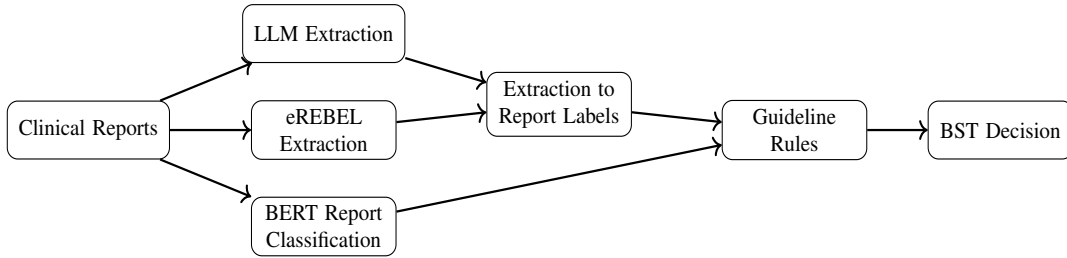 LLM Extraction
Clinical Reports
eREBEL
Extraction
BERT Report
Classification
Extraction to
Report Labels
Guideline
Rules
BST Decision